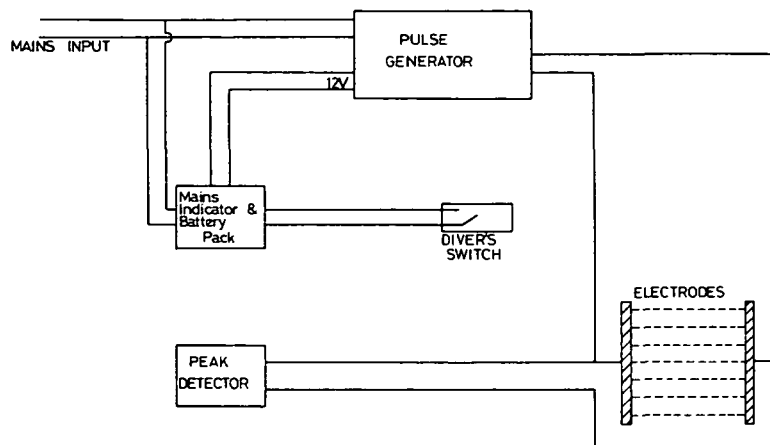 MAINS INPUT
PULSE
GENERATOR
12V
Mains
Indicator &
Battery
Pack
DIVER'S
SWITCH
ELECTRODES
PEAK
DETECTOR